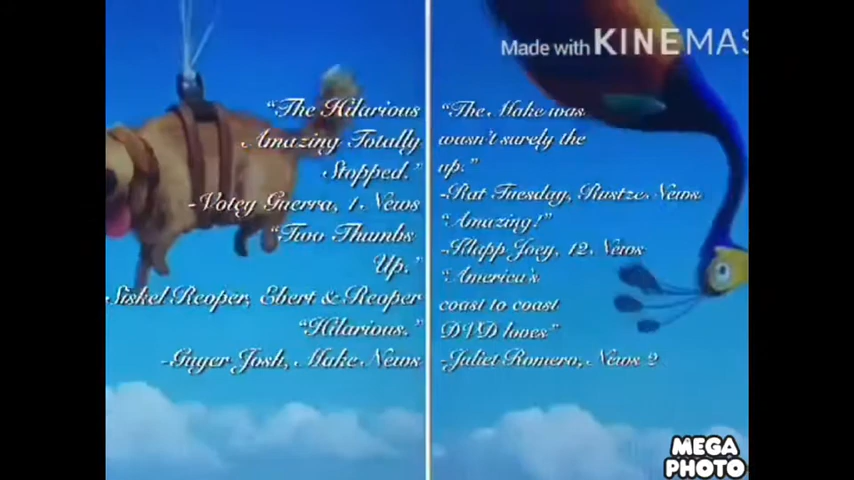 Made with KINEMAS
"The Hilarious
Amazing Totally
Stopped."
-Votey Guerra, 1 News
"Two Thumbs
Up."
Siskel Reoper, Ebert & Reoper
"Hilarious."
-Guyer Josh, Make News
"The Make was
wasn't surely the
up."
-Rat Tuesday, Rustze News
"Amazing!"
-Klapp Joey, 12 News
"America's
coast to coast
DVD loves"
-Juliet Romero, News 2
MEGA
PHOTO